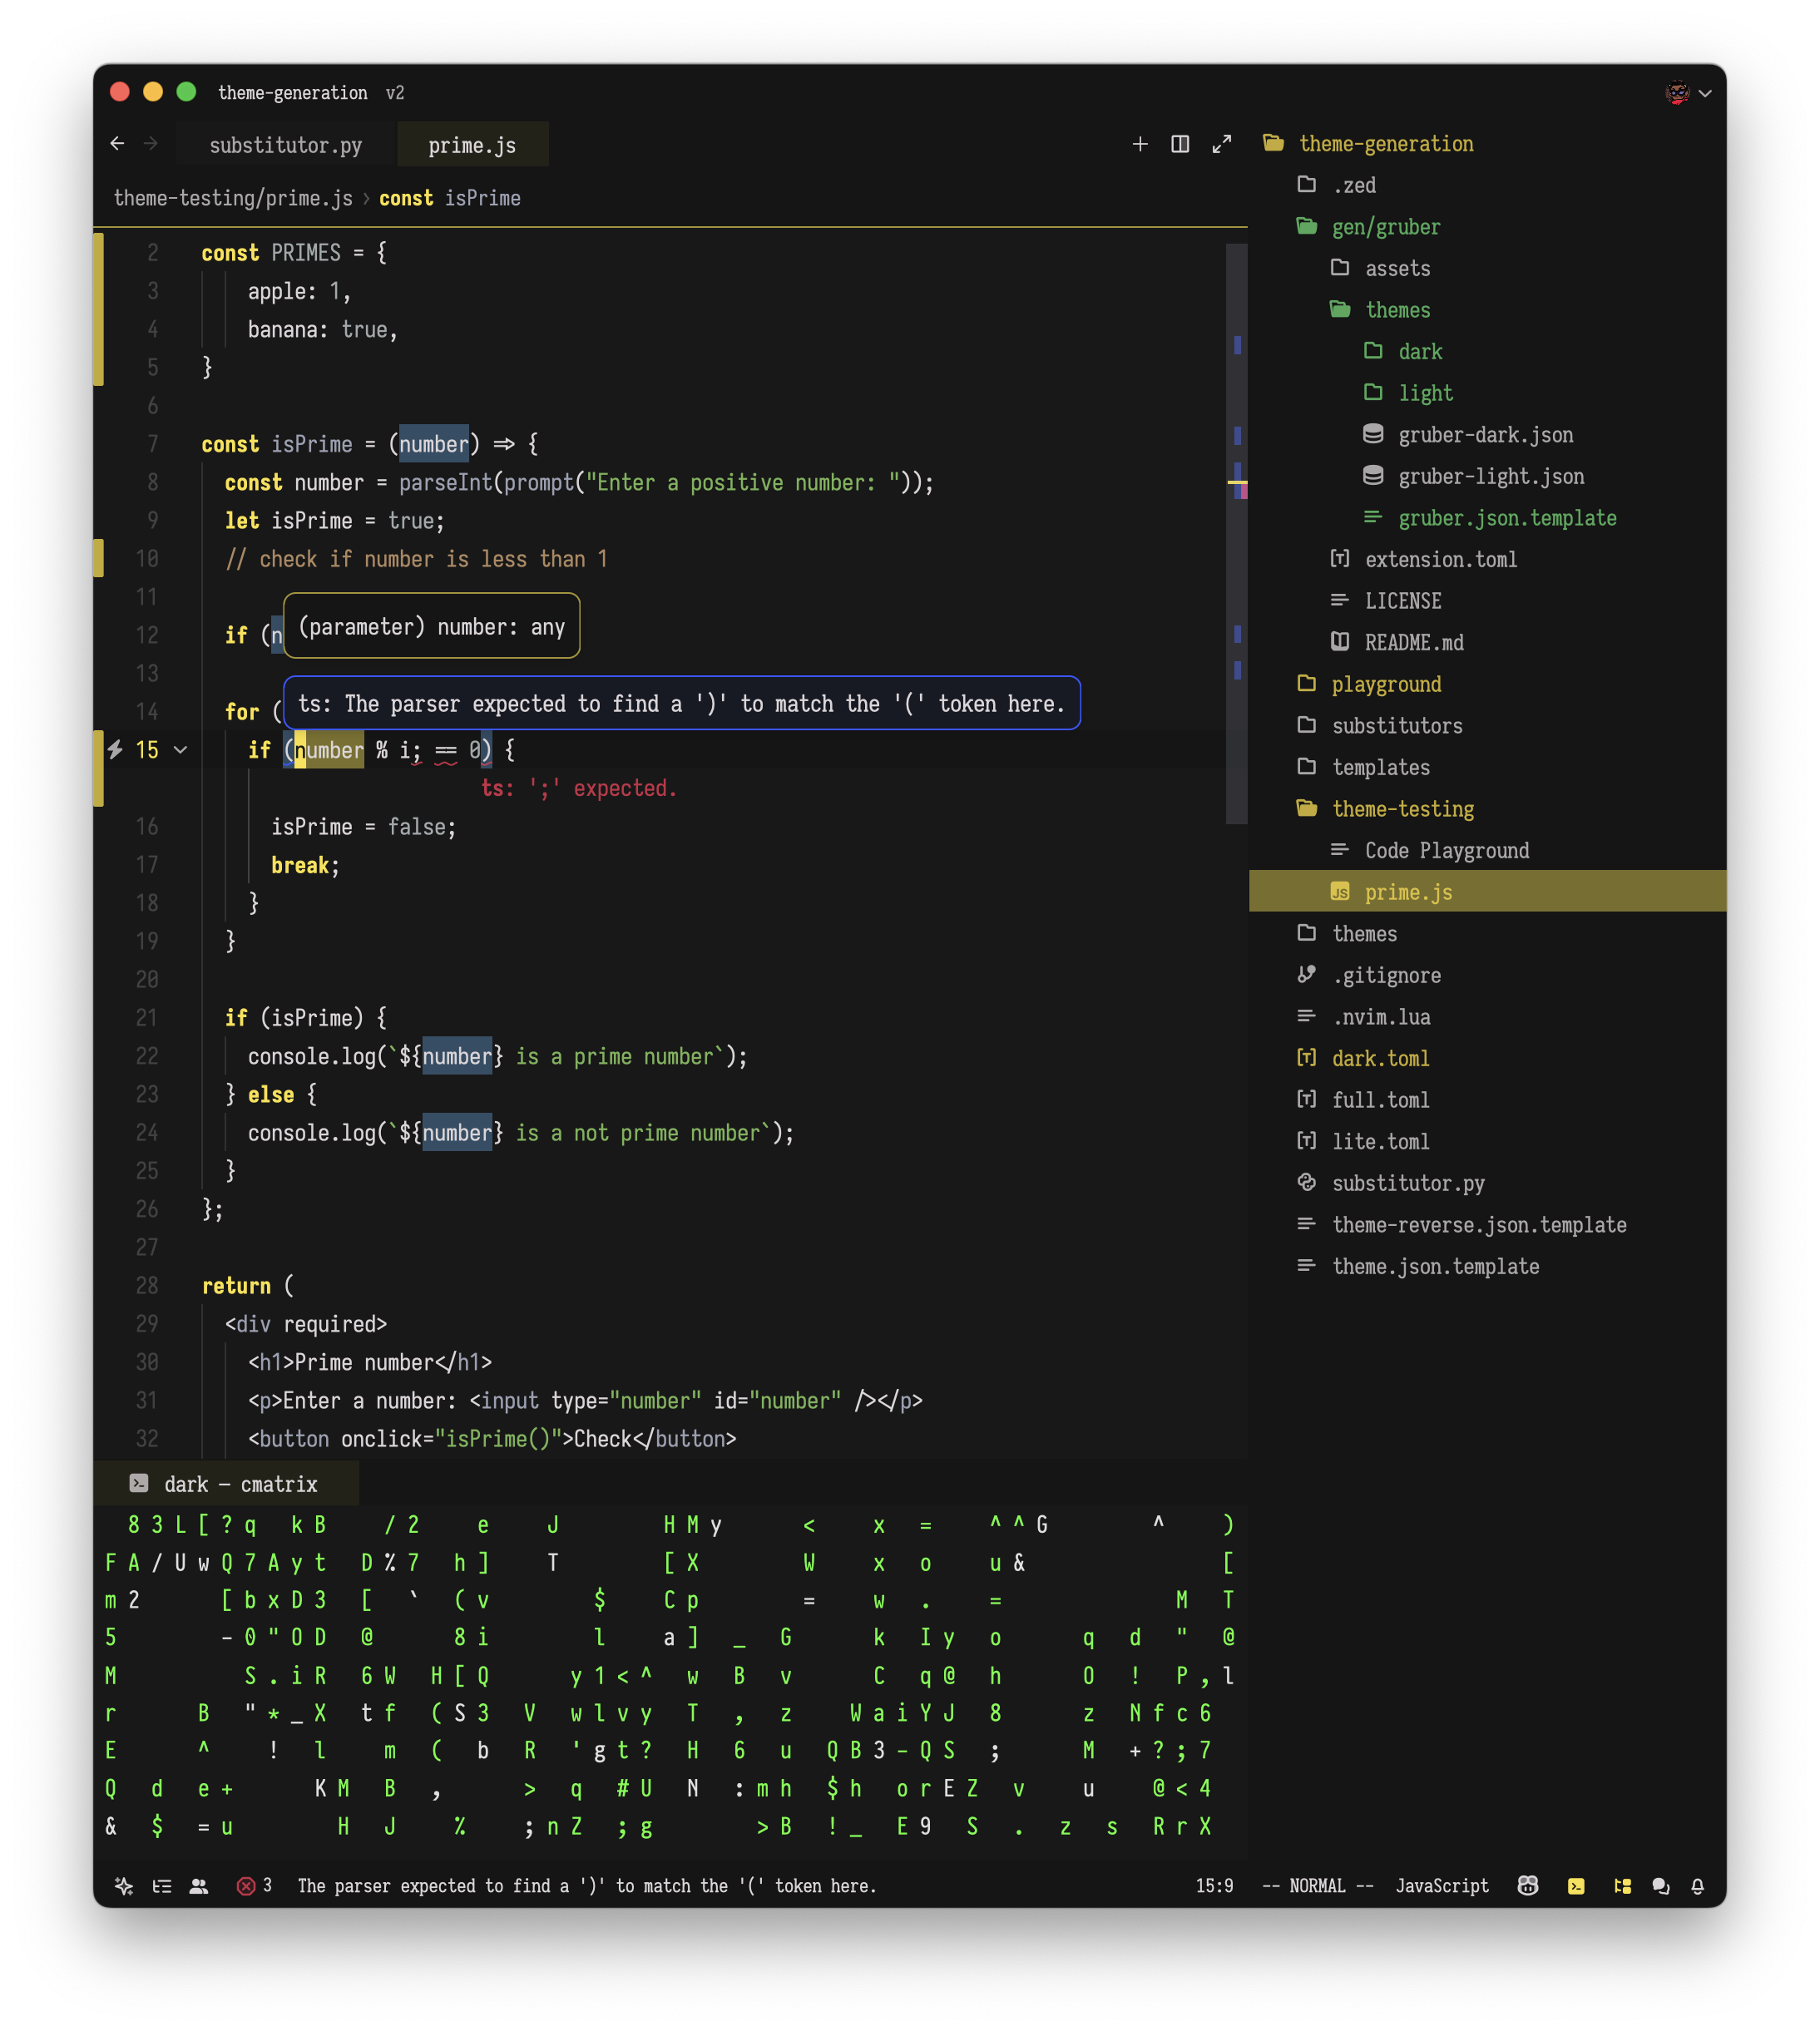 theme-generation v2
substitutor.py prime.js
theme-testing/prime.js › const isPrime
2 const PRIMES = {
3 apple: 1,
4 banana: true,
5 }
6
7 const isPrime = (number) => {
8 const number = parseInt(prompt("Enter a positive number: "));
9 let isPrime = true;
10 // check if number is less than 1
11
(parameter) number: any
12 if (n
13
ts: The parser expected to find a ')' to match the '(' token here.
14 for (
15 if (number % i; == 0) {
ts: ';' expected.
16 isPrime = false;
17 break;
18 }
19 }
20
21 if (isPrime) {
22 console.log(`${number} is a prime number`);
23 } else {
24 console.log(`${number} is a not prime number`);
25 }
26 };
27
28 return (
29 <div required>
30 <h1>Prime number</h1>
31 <p>Enter a number: <input type="number" id="number" /></p>
32 <button onclick="isPrime()">Check</button>
theme-generation
.zed
gen/gruber
assets
themes
dark
light
gruber-dark.json
gruber-light.json
gruber.json.template
extension.toml
LICENSE
README.md
playground
substitutors
templates
theme-testing
Code Playground
JS prime.js
themes
.gitignore
.nvim.lua
[T] dark.toml
[T] full.toml
[T] lite.toml
substitutor.py
theme-reverse.json.template
theme.json.template
dark — cmatrix
8 3 L [ ? q k B / 2 e J H M y < x = ^ ^ G ^ )
F A / U w Q 7 A y t D % 7 h ] T [ X W x o u & [
m 2 [ b x D 3 [ ` ( v $ C p = w . = M T
5 - 0 " O D @ 8 i l a ] _ G k I y o q d " @
M S . i R 6 W H [ Q y 1 < ^ w B v C q @ h O ! P , l
r B " * _ X t f ( S 3 V w l v y T , z W a i Y J 8 z N f c 6
E ^ ! l m ( b R ' g t ? H 6 u Q B 3 - Q S ; M + ? ; 7
Q d e + K M B , > q # U N : m h $ h o r E Z v u @ < 4
& $ = u H J % ; n Z ; g > B ! _ E 9 S . z s R r X
3 The parser expected to find a ')' to match the '(' token here. 15:9 -- NORMAL -- JavaScript